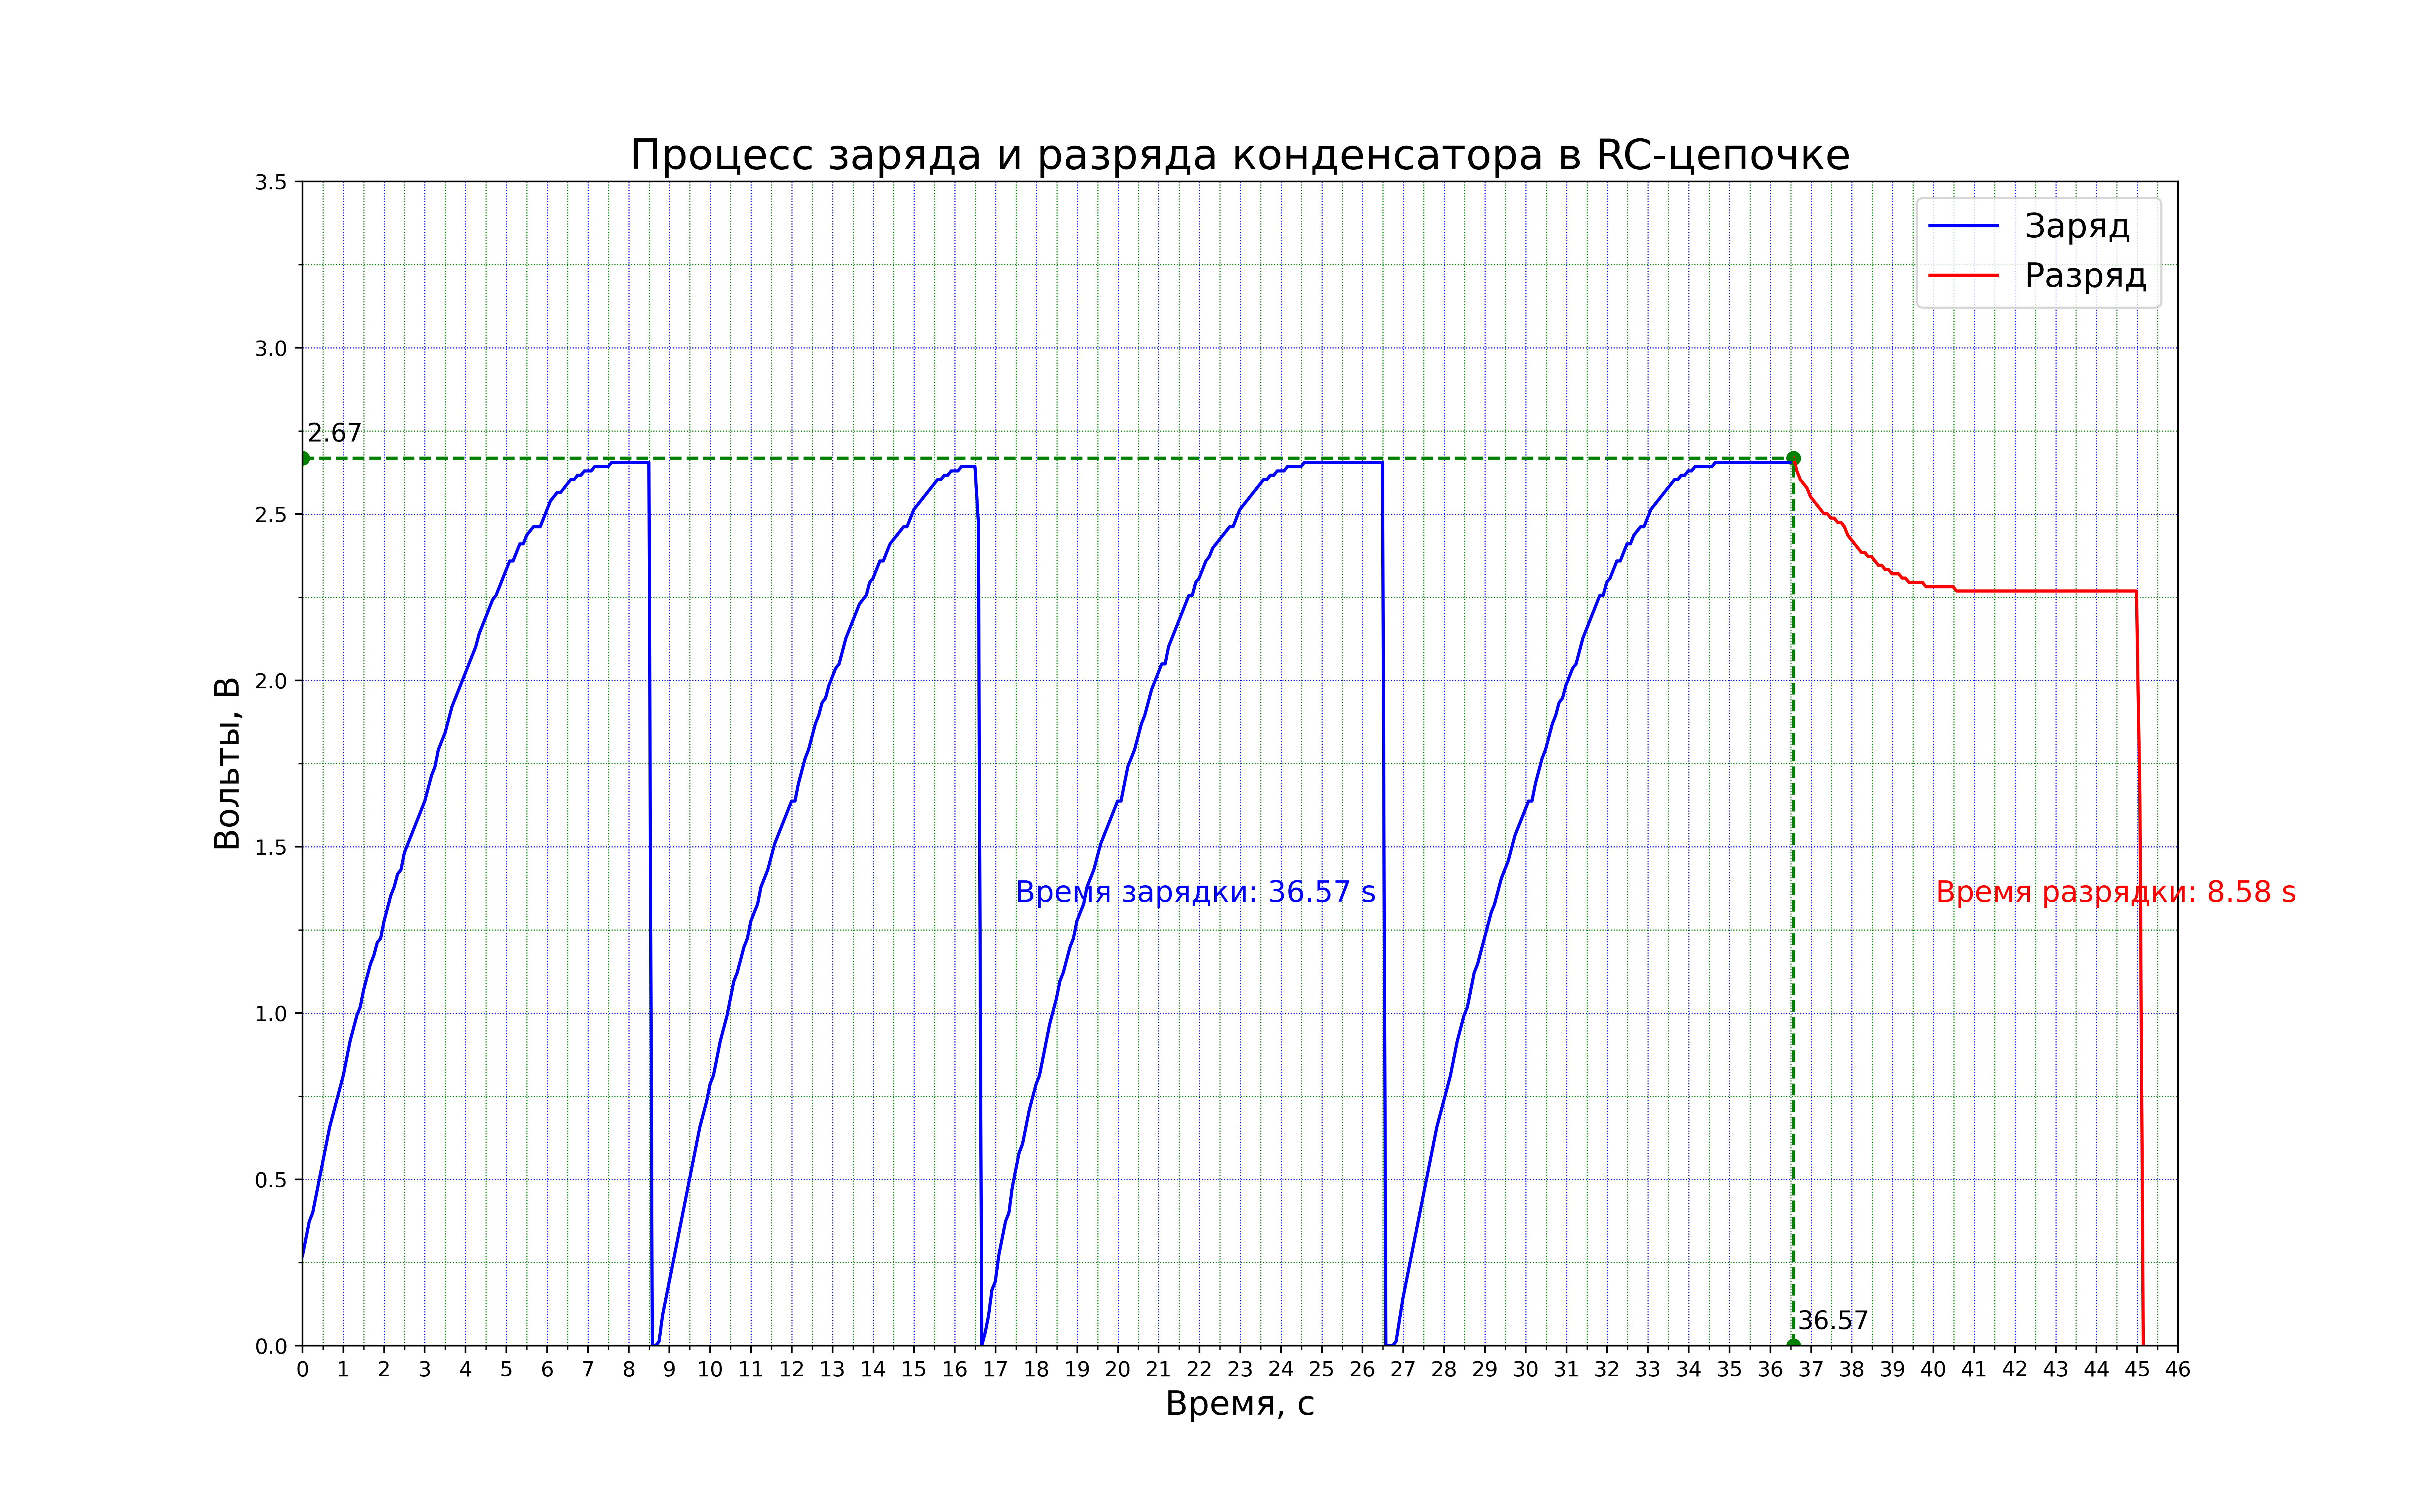 Процесс заряда и разряда конденсатора в RC-цепочке
3.5
3.0
2.5
2.0
1.5
1.0
0.5
0.0
Вольты, В
Заряд
Разряд
2.67
Время зарядки: 36.57 s
Время разрядки: 8.58 s
36.57
0 1 2 3 4 5 6 7 8 9 10 11 12 13 14 15 16 17 18 19 20 21 22 23 24 25 26 27 28 29 30 31 32 33 34 35 36 37 38 39 40 41 42 43 44 45 46
Время, с